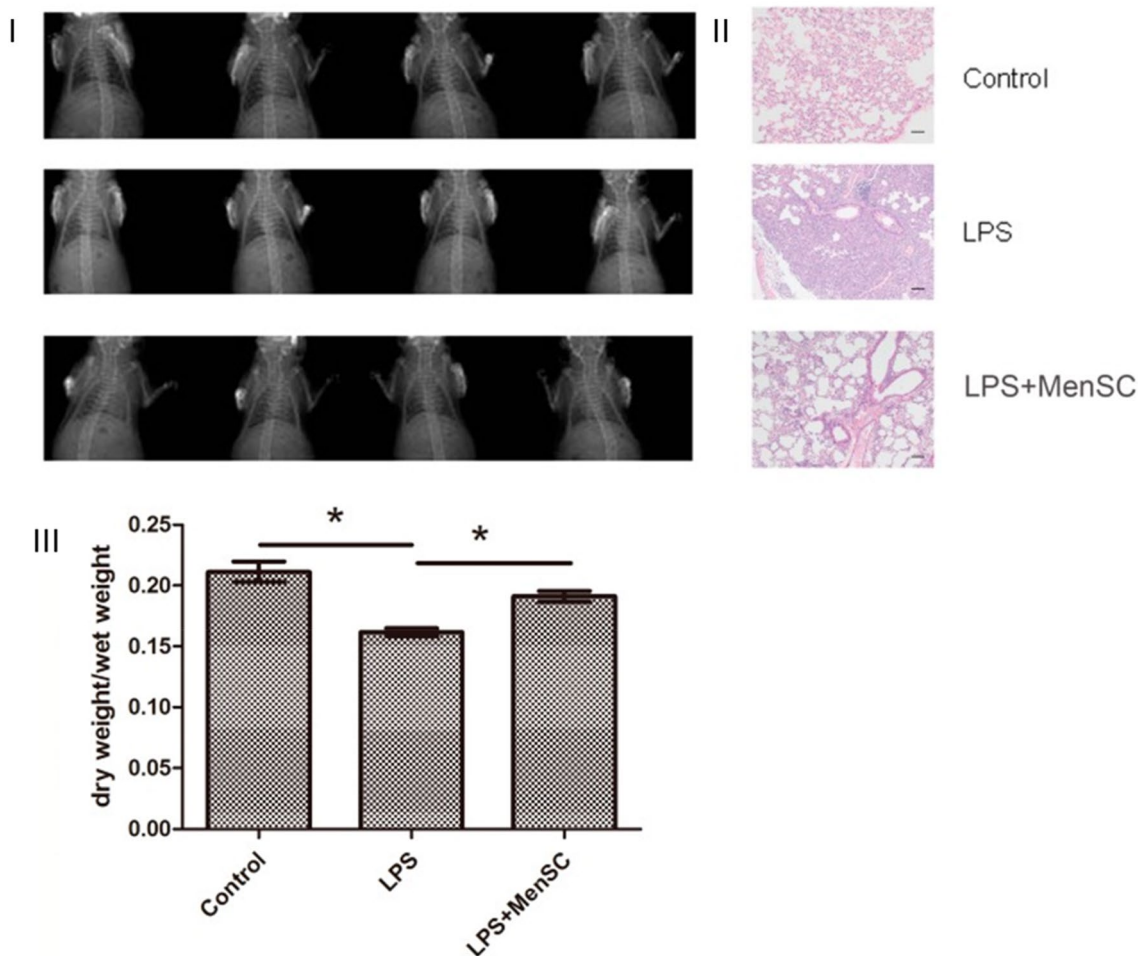 I
II
Control
LPS
LPS+MenSC
III
dry weight/wet weight
0.25
0.20
0.15
0.10
0.05
0.00
*
*
Control
LPS
LPS+MenSC